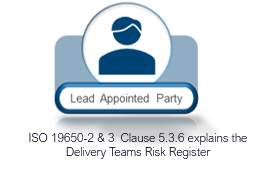 Lead Appointed Party
ISO 19650-2 & 3 Clause 5.3.6 explains the
Delivery Teams Risk Register